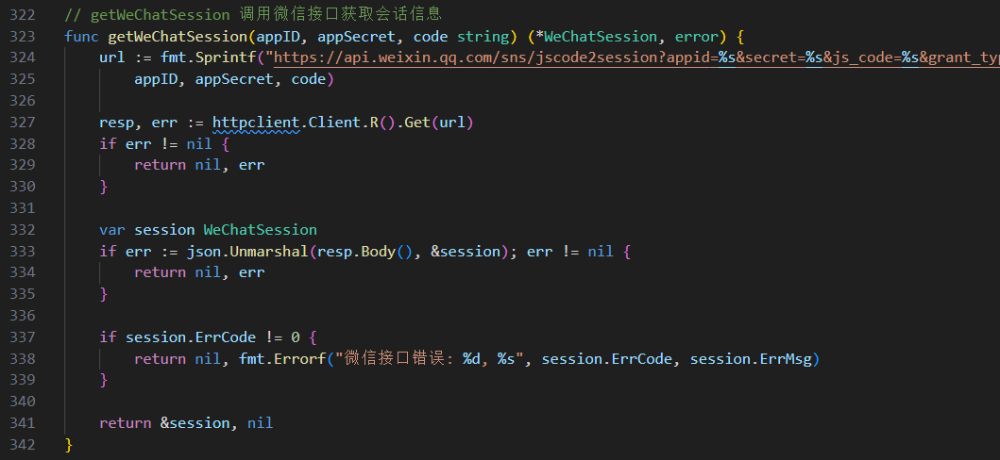 322 // getWeChatSession 调用微信接口获取会话信息
323 func getWeChatSession(appID, appSecret, code string) (*WeChatSession, error) {
324     url := fmt.Sprintf("https://api.weixin.qq.com/sns/jscode2session?appid=%s&secret=%s&js_code=%s&grant_typ
325         appID, appSecret, code)
326
327     resp, err := httpclient.Client.R().Get(url)
328     if err != nil {
329         return nil, err
330     }
331
332     var session WeChatSession
333     if err := json.Unmarshal(resp.Body(), &session); err != nil {
334         return nil, err
335     }
336
337     if session.ErrCode != 0 {
338         return nil, fmt.Errorf("微信接口错误: %d, %s", session.ErrCode, session.ErrMsg)
339     }
340
341     return &session, nil
342 }